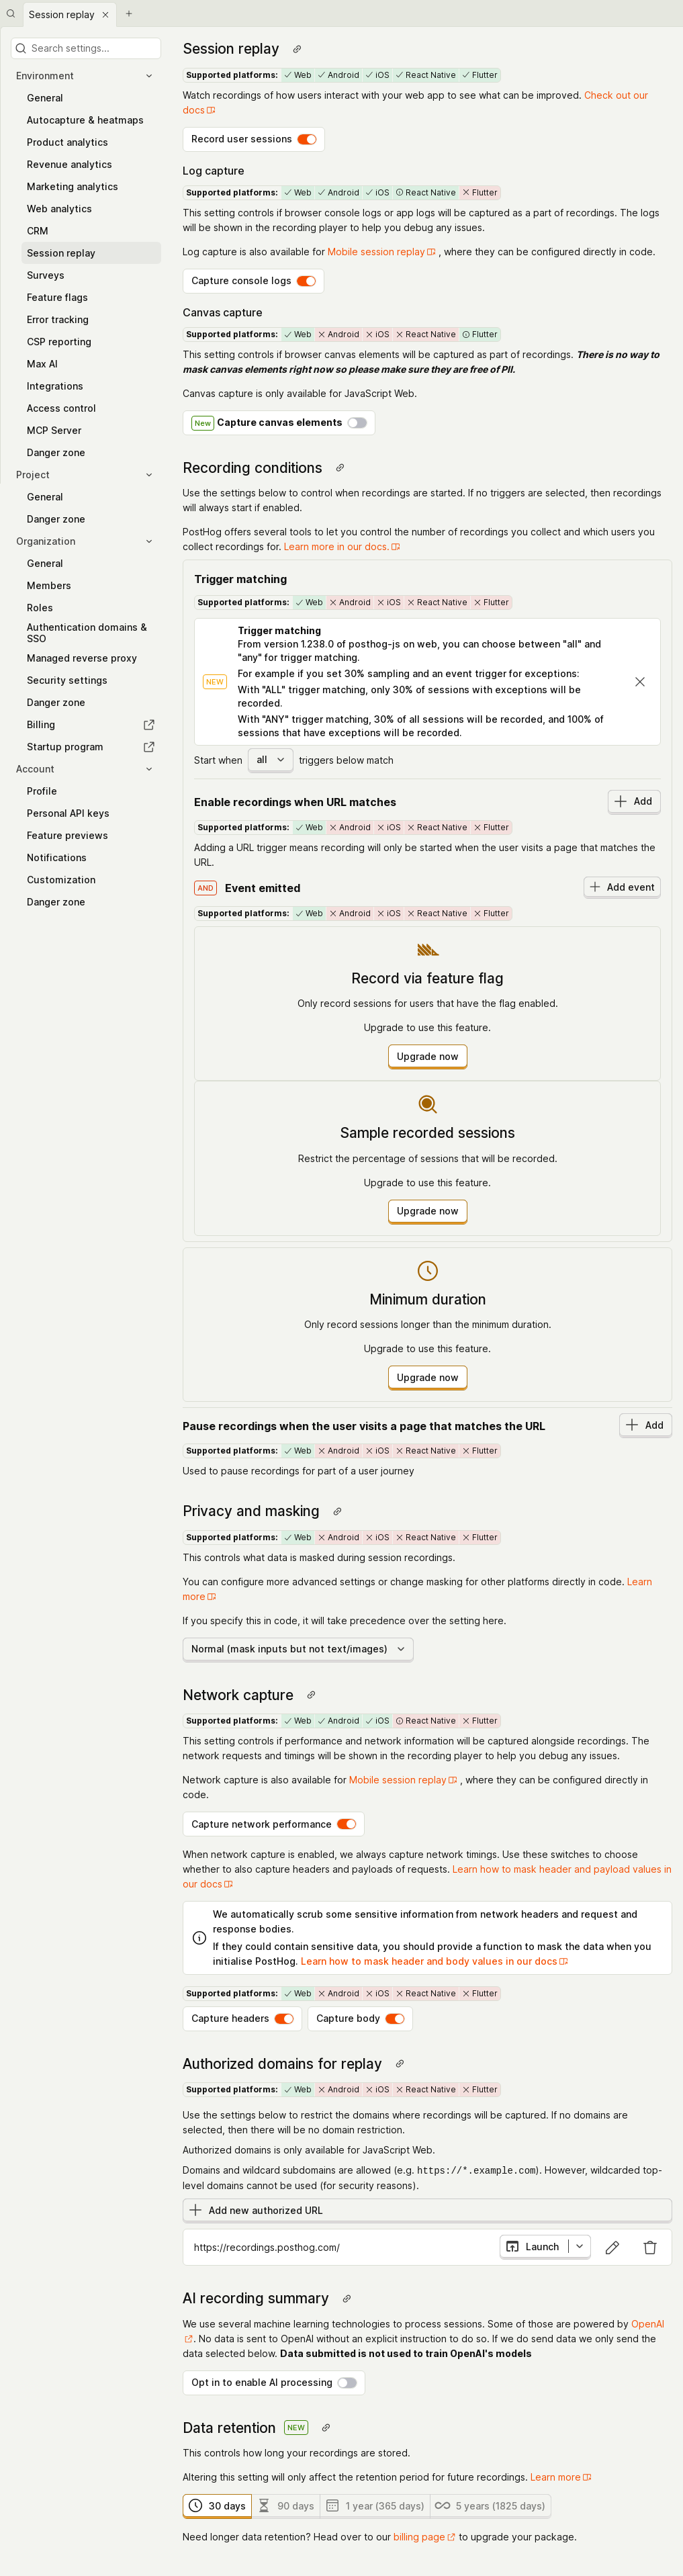 Session replay
Search settings...
Environment
General
Autocapture & heatmaps
Product analytics
Revenue analytics
Marketing analytics
Web analytics
CRM
Session replay
Surveys
Feature flags
Error tracking
CSP reporting
Max AI
Integrations
Access control
MCP Server
Danger zone
Project
General
Danger zone
Organization
General
Members
Roles
Authentication domains &
SSO
Managed reverse proxy
Security settings
Danger zone
Billing
Startup program
Account
Profile
Personal API keys
Feature previews
Notifications
Customization
Danger zone
Session replay
Supported platforms: Web Android iOS React Native Flutter
Watch recordings of how users interact with your web app to see what can be improved. Check out our
docs
Record user sessions
Log capture
Supported platforms: Web Android iOS React Native Flutter
This setting controls if browser console logs or app logs will be captured as a part of recordings. The logs
will be shown in the recording player to help you debug any issues.
Log capture is also available for Mobile session replay , where they can be configured directly in code.
Capture console logs
Canvas capture
Supported platforms: Web Android iOS React Native Flutter
This setting controls if browser canvas elements will be captured as part of recordings. There is no way to
mask canvas elements right now so please make sure they are free of PII.
Canvas capture is only available for JavaScript Web.
New Capture canvas elements
Recording conditions
Use the settings below to control when recordings are started. If no triggers are selected, then recordings
will always start if enabled.
PostHog offers several tools to let you control the number of recordings you collect and which users you
collect recordings for. Learn more in our docs.
Trigger matching
Supported platforms: Web Android iOS React Native Flutter
NEW
Trigger matching
From version 1.238.0 of posthog-js on web, you can choose between "all" and
"any" for trigger matching.
For example if you set 30% sampling and an event trigger for exceptions:
With "ALL" trigger matching, only 30% of sessions with exceptions will be
recorded.
With "ANY" trigger matching, 30% of all sessions will be recorded, and 100% of
sessions that have exceptions will be recorded.
Start when all triggers below match
Enable recordings when URL matches Add
Supported platforms: Web Android iOS React Native Flutter
Adding a URL trigger means recording will only be started when the user visits a page that matches the
URL.
AND Event emitted Add event
Supported platforms: Web Android iOS React Native Flutter
Record via feature flag
Only record sessions for users that have the flag enabled.
Upgrade to use this feature.
Upgrade now
Sample recorded sessions
Restrict the percentage of sessions that will be recorded.
Upgrade to use this feature.
Upgrade now
Minimum duration
Only record sessions longer than the minimum duration.
Upgrade to use this feature.
Upgrade now
Pause recordings when the user visits a page that matches the URL Add
Supported platforms: Web Android iOS React Native Flutter
Used to pause recordings for part of a user journey
Privacy and masking
Supported platforms: Web Android iOS React Native Flutter
This controls what data is masked during session recordings.
You can configure more advanced settings or change masking for other platforms directly in code. Learn
more
If you specify this in code, it will take precedence over the setting here.
Normal (mask inputs but not text/images)
Network capture
Supported platforms: Web Android iOS React Native Flutter
This setting controls if performance and network information will be captured alongside recordings. The
network requests and timings will be shown in the recording player to help you debug any issues.
Network capture is also available for Mobile session replay , where they can be configured directly in
code.
Capture network performance
When network capture is enabled, we always capture network timings. Use these switches to choose
whether to also capture headers and payloads of requests. Learn how to mask header and payload values in
our docs
We automatically scrub some sensitive information from network headers and request and
response bodies.
If they could contain sensitive data, you should provide a function to mask the data when you
initialise PostHog. Learn how to mask header and body values in our docs
Supported platforms: Web Android iOS React Native Flutter
Capture headers Capture body
Authorized domains for replay
Supported platforms: Web Android iOS React Native Flutter
Use the settings below to restrict the domains where recordings will be captured. If no domains are
selected, then there will be no domain restriction.
Authorized domains is only available for JavaScript Web.
Domains and wildcard subdomains are allowed (e.g. https://*.example.com). However, wildcarded top-
level domains cannot be used (for security reasons).
Add new authorized URL
https://recordings.posthog.com/ Launch
AI recording summary
We use several machine learning technologies to process sessions. Some of those are powered by OpenAI
. No data is sent to OpenAI without an explicit instruction to do so. If we do send data we only send the
data selected below. Data submitted is not used to train OpenAI's models
Opt in to enable AI processing
Data retention NEW
This controls how long your recordings are stored.
Altering this setting will only affect the retention period for future recordings. Learn more
30 days 90 days 1 year (365 days) 5 years (1825 days)
Need longer data retention? Head over to our billing page to upgrade your package.